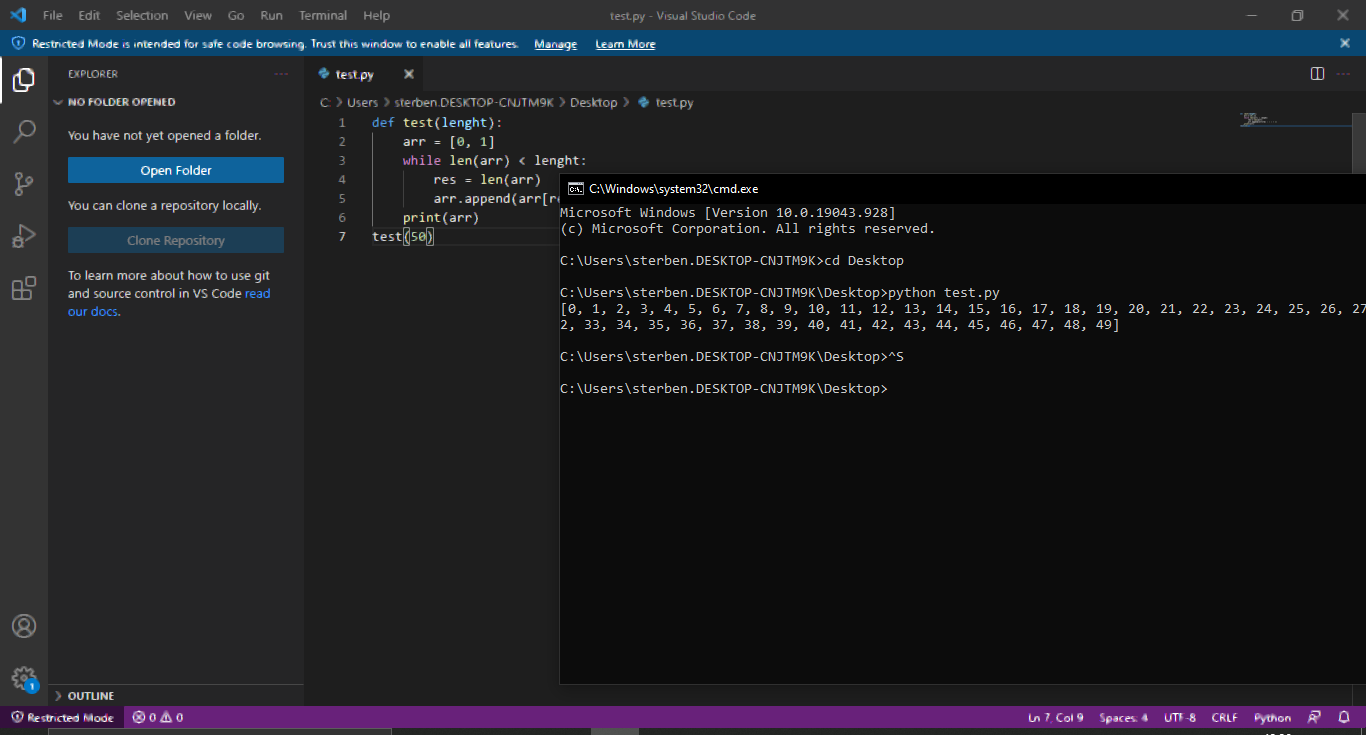 File Edit Selection View Go Run Terminal Help test.py - Visual Studio Code
Restricted Mode is intended for safe code browsing. Trust this window to enable all features. Manage Learn More
EXPLORER
NO FOLDER OPENED
You have not yet opened a folder.
Open Folder
You can clone a repository locally.
Clone Repository
To learn more about how to use git
and source control in VS Code read
our docs.
OUTLINE
test.py
C: > Users > sterben.DESKTOP-CNJTM9K > Desktop > test.py
1 def test(lenght):
2 arr = [0, 1]
3 while len(arr) < lenght:
4 res = len(arr)
5 arr.append(arr[re
6 print(arr)
7 test(50)
C:\Windows\system32\cmd.exe
Microsoft Windows [Version 10.0.19043.928]
(c) Microsoft Corporation. All rights reserved.
C:\Users\sterben.DESKTOP-CNJTM9K>cd Desktop
C:\Users\sterben.DESKTOP-CNJTM9K\Desktop>python test.py
[0, 1, 2, 3, 4, 5, 6, 7, 8, 9, 10, 11, 12, 13, 14, 15, 16, 17, 18, 19, 20, 21, 22, 23, 24, 25, 26, 27
2, 33, 34, 35, 36, 37, 38, 39, 40, 41, 42, 43, 44, 45, 46, 47, 48, 49]
C:\Users\sterben.DESKTOP-CNJTM9K\Desktop>^S
C:\Users\sterben.DESKTOP-CNJTM9K\Desktop>
1
Restricted Mode 0 0 Ln 7, Col 9 Spaces: 4 UTF-8 CRLF Python